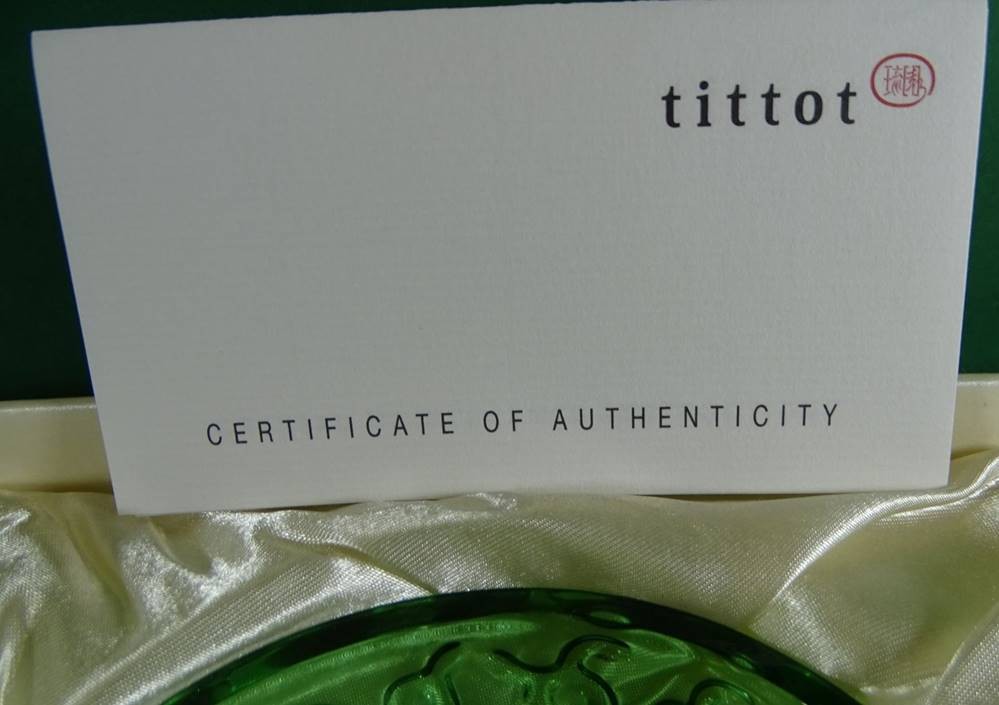 tittot
CERTIFICATE OF AUTHENTICITY